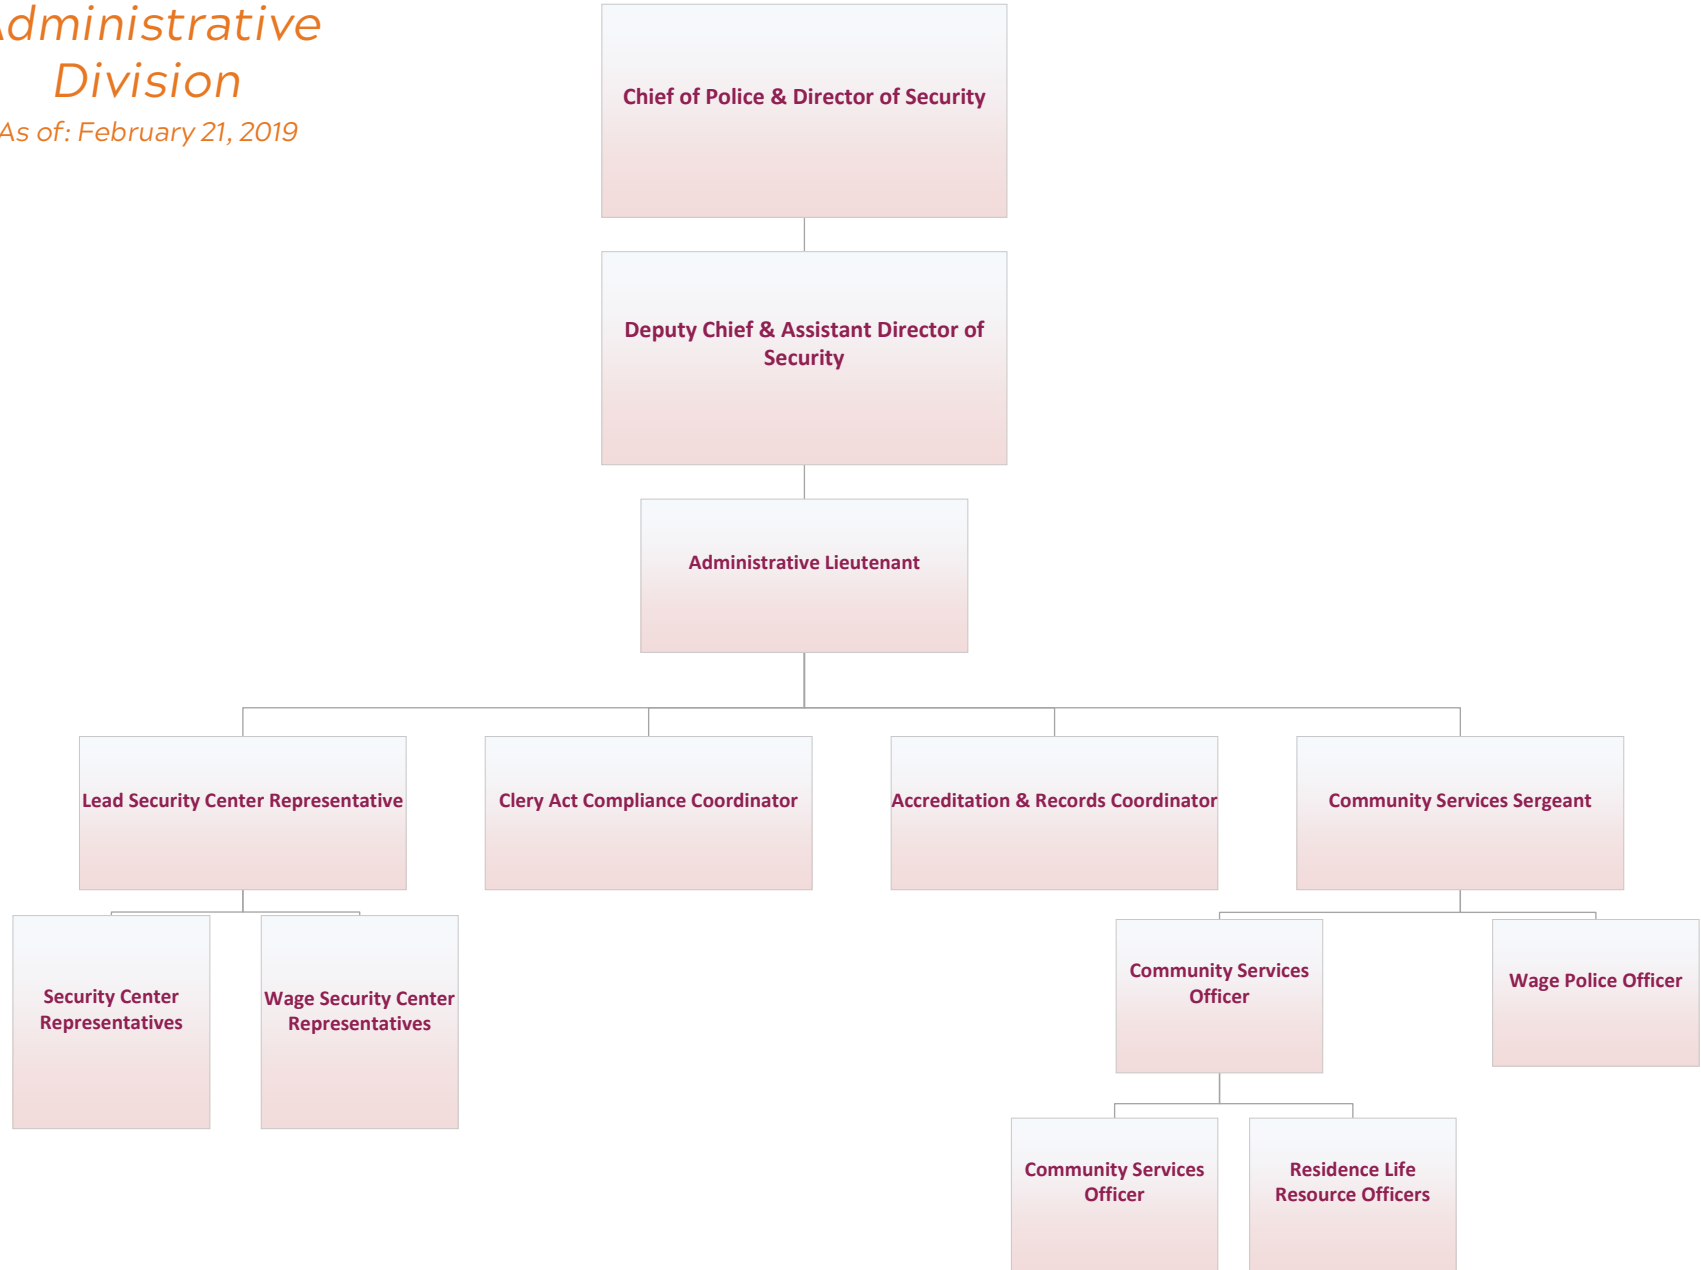 Administrative
Division
As of: February 21, 2019
Chief of Police & Director of Security
Deputy Chief & Assistant Director of
Security
Administrative Lieutenant
Lead Security Center Representative
Clery Act Compliance Coordinator
Accreditation & Records Coordinator
Community Services Sergeant
Security Center
Representatives
Wage Security Center
Representatives
Community Services
Officer
Wage Police Officer
Community Services
Officer
Residence Life
Resource Officers